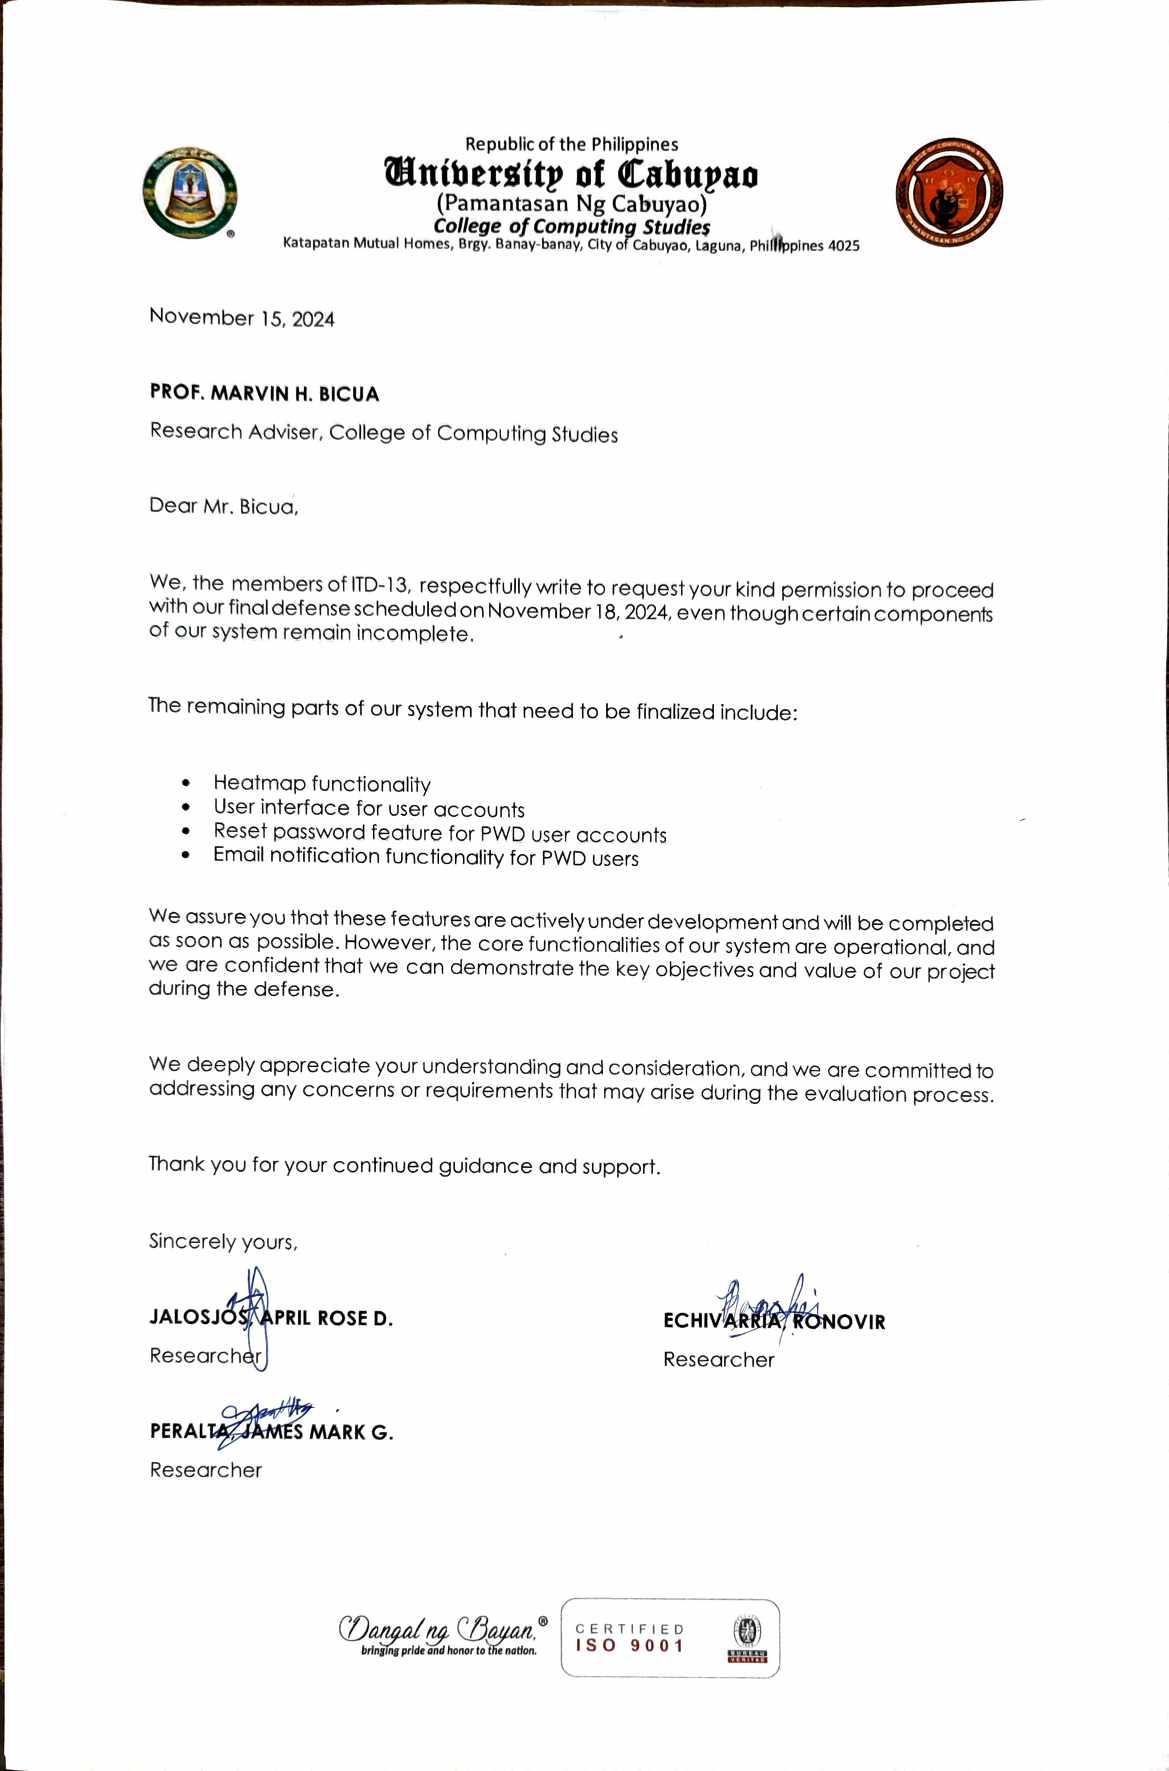 Republic of the Philippines
University of Cabuyao
(Pamantasan Ng Cabuyao)
College of Computing Studies
Katapatan Mutual Homes, Brgy. Banay-banay, City of Cabuyao, Laguna, Philippines 4025
November 15, 2024
PROF. MARVIN H. BICUA
Research Adviser, College of Computing Studies
Dear Mr. Bicua,
We, the members of ITD-13, respectfully write to request your kind permission to proceed
with our final defense scheduled on November 18, 2024, even though certain components
of our system remain incomplete.
The remaining parts of our system that need to be finalized include:
• Heatmap functionality
• User interface for user accounts
• Reset password feature for PWD user accounts
• Email notification functionality for PWD users
We assure you that these features are actively under development and will be completed
as soon as possible. However, the core functionalities of our system are operational, and
we are confident that we can demonstrate the key objectives and value of our project
during the defense.
We deeply appreciate your understanding and consideration, and we are committed to
addressing any concerns or requirements that may arise during the evaluation process.
Thank you for your continued guidance and support.
Sincerely yours,
JALOSJOS, APRIL ROSE D.
Researcher
ECHIVARRIA, RONOVIR
Researcher
PERALTA, JAMES MARK G.
Researcher
Dangal ng Bayan.®
bringing pride and honor to the nation.
CERTIFIED
ISO 9001
BUREAU
VERITAS